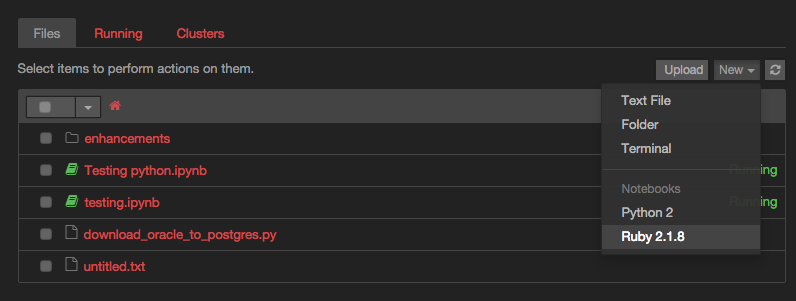 Files Running Clusters
Select items to perform actions on them. Upload New
Text File
Folder
Terminal
Notebooks
Python 2
Ruby 2.1.8
enhancements
Testing python.ipynb Running
testing.ipynb Running
download_oracle_to_postgres.py
untitled.txt